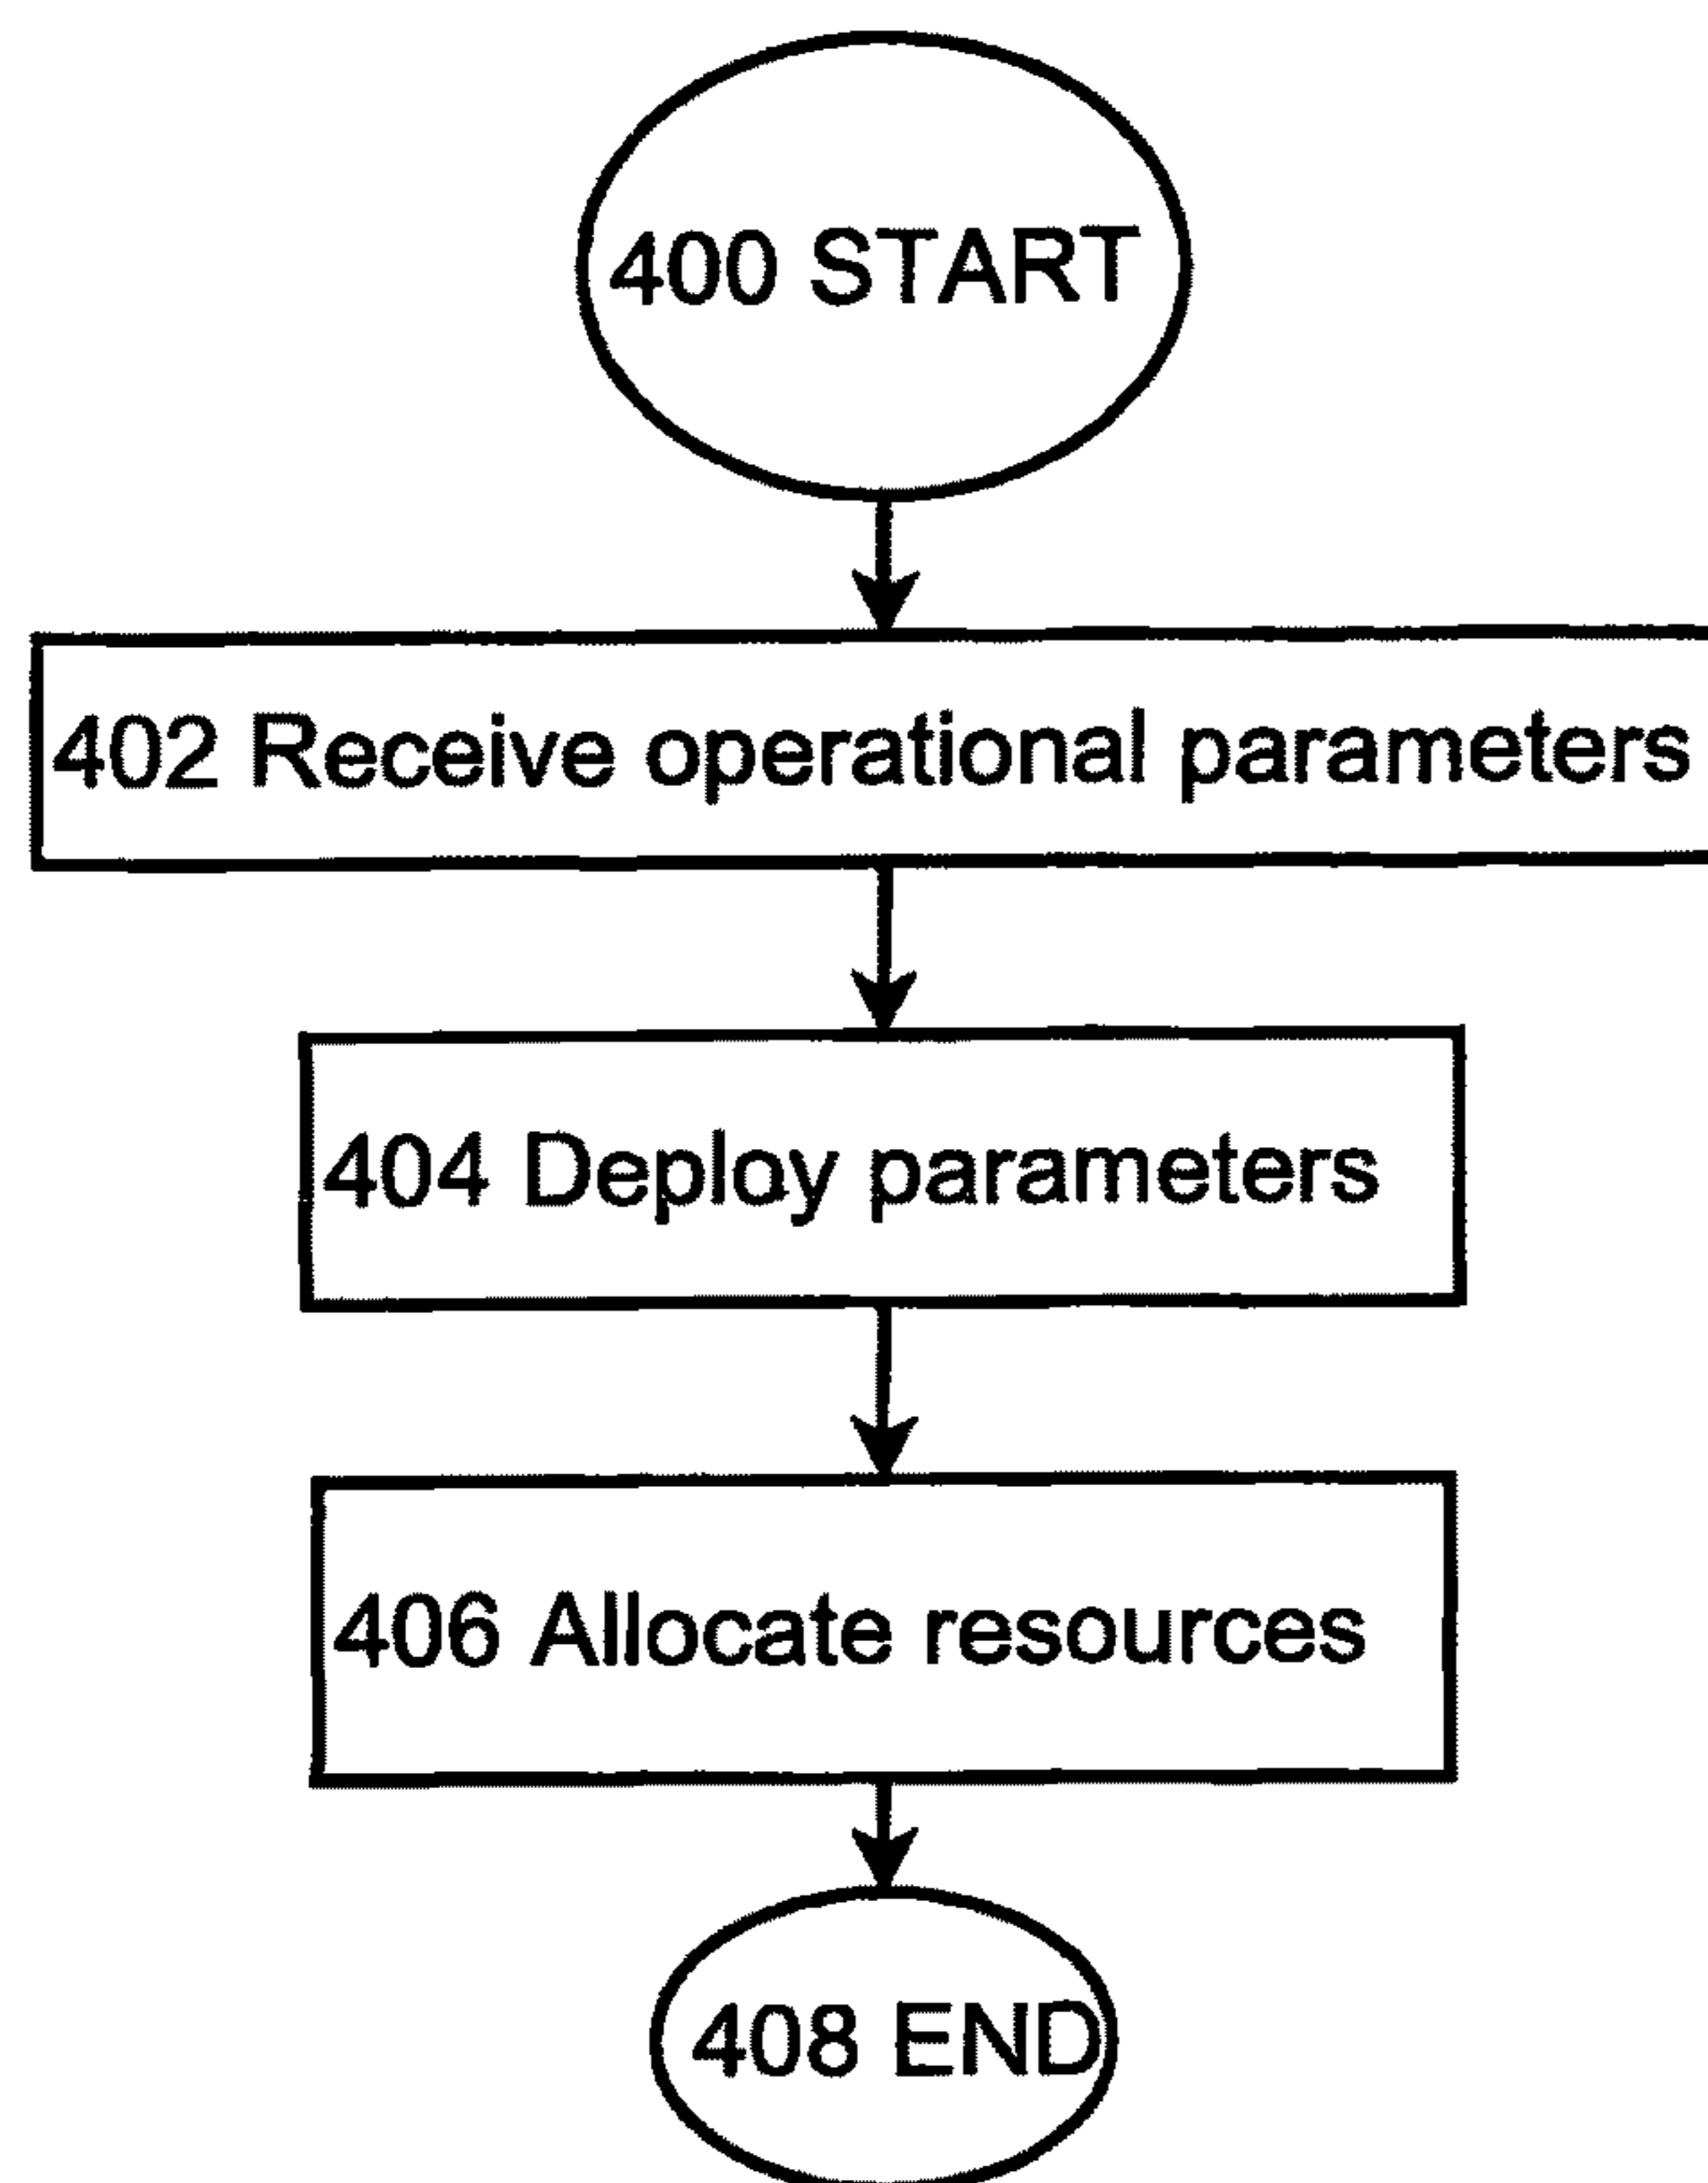 400 START
402 Receive operational parameters
404 Deploy parameters
406 Allocate resources
408 END